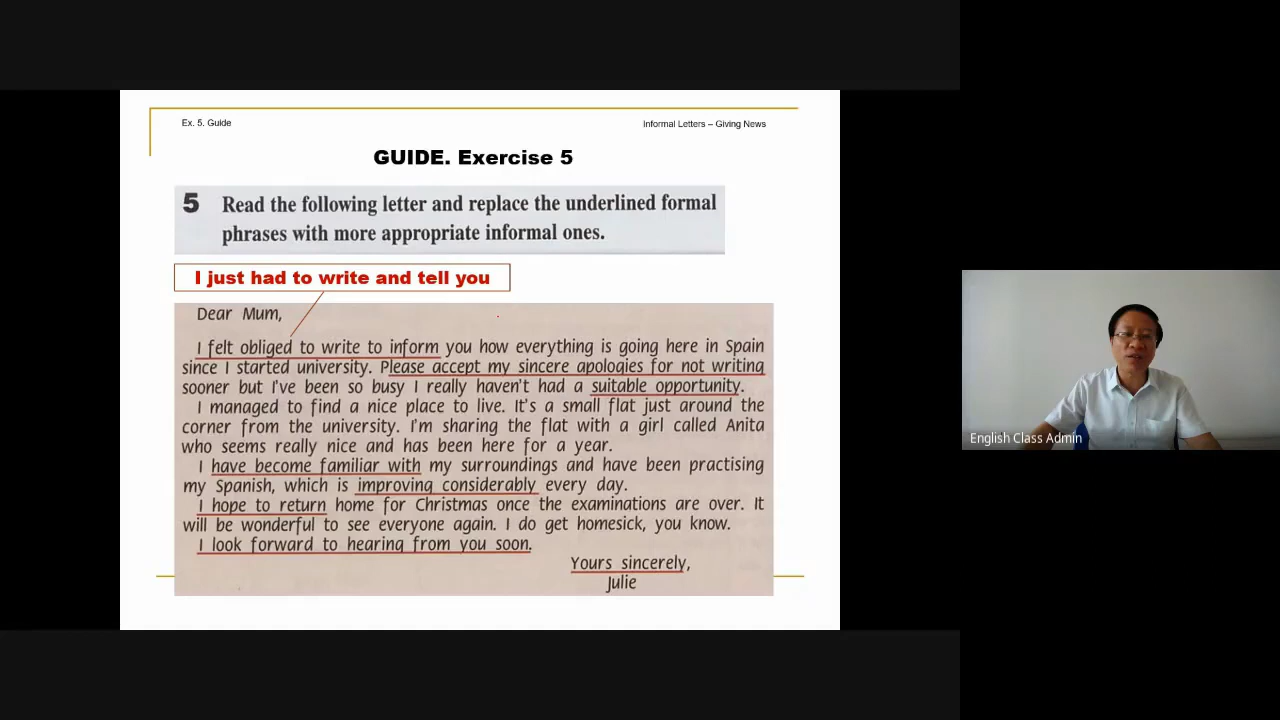 Ex. 5. Guide
Informal Letters – Giving News
GUIDE. Exercise 5
5 Read the following letter and replace the underlined formal
phrases with more appropriate informal ones.
I just had to write and tell you
Dear Mum,
I felt obliged to write to inform you how everything is going here in Spain
since I started university. Please accept my sincere apologies for not writing
sooner but I've been so busy I really haven't had a suitable opportunity.
I managed to find a nice place to live. It's a small flat just around the
corner from the university. I'm sharing the flat with a girl called Anita
who seems really nice and has been here for a year.
I have become familiar with my surroundings and have been practising
my Spanish, which is improving considerably every day.
I hope to return home for Christmas once the examinations are over. It
will be wonderful to see everyone again. I do get homesick, you know.
I look forward to hearing from you soon.
Yours sincerely,
Julie
English Class Admin